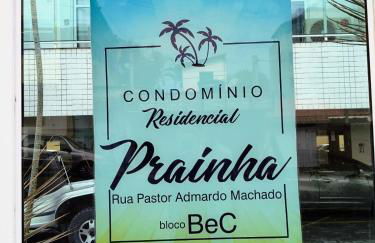 CONDOMÍNIO
Residencial
Prainha
Rua Pastor Admardo Machado
bloco BeC